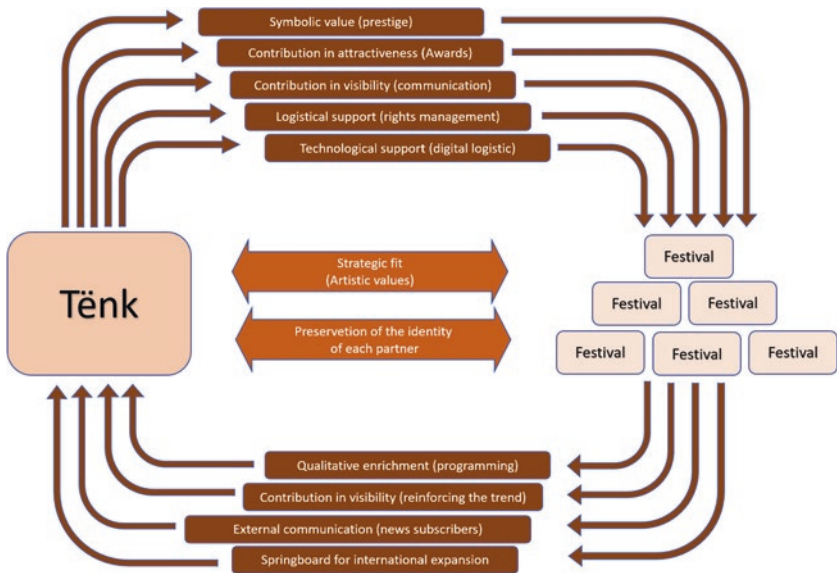 Symbolic value (prestige)
Contribution in attractiveness (Awards)
Contribution in visibility (communication)
Logistical support (rights management)
Technological support (digital logistic)
Tënk
Strategic fit
(Artistic values)
Preservetion of the identity
of each partner
Festival
Festival
Festival
Festival
Festival
Festival
Qualitative enrichment (programming)
Contribution in visibility (reinforcing the trend)
External communication (news subscribers)
Springboard for international expansion